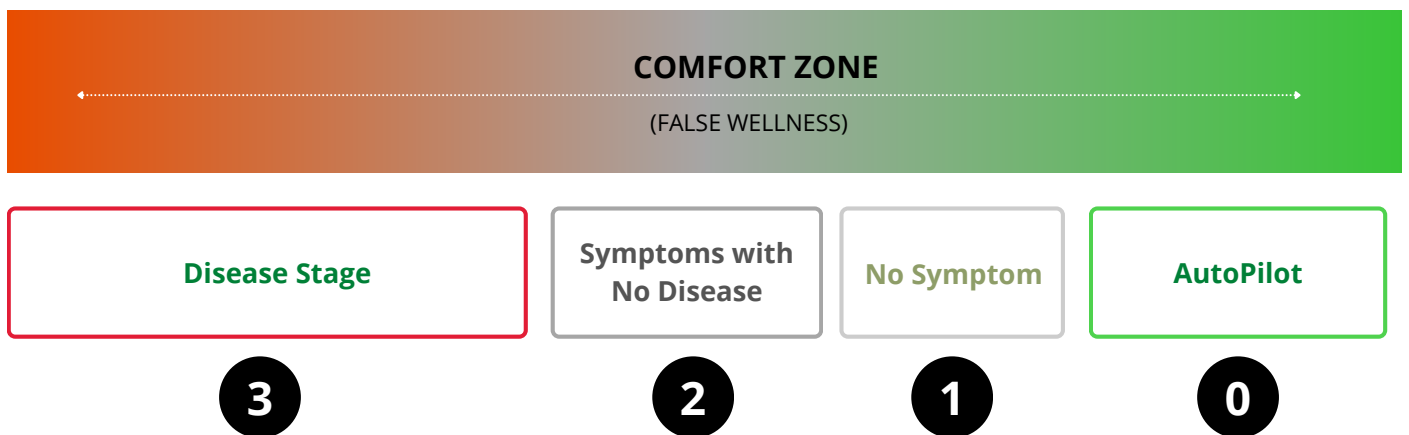 COMFORT ZONE
(FALSE WELLNESS)
Disease Stage
Symptoms with
No Disease
No Symptom
AutoPilot
3
2
1
0